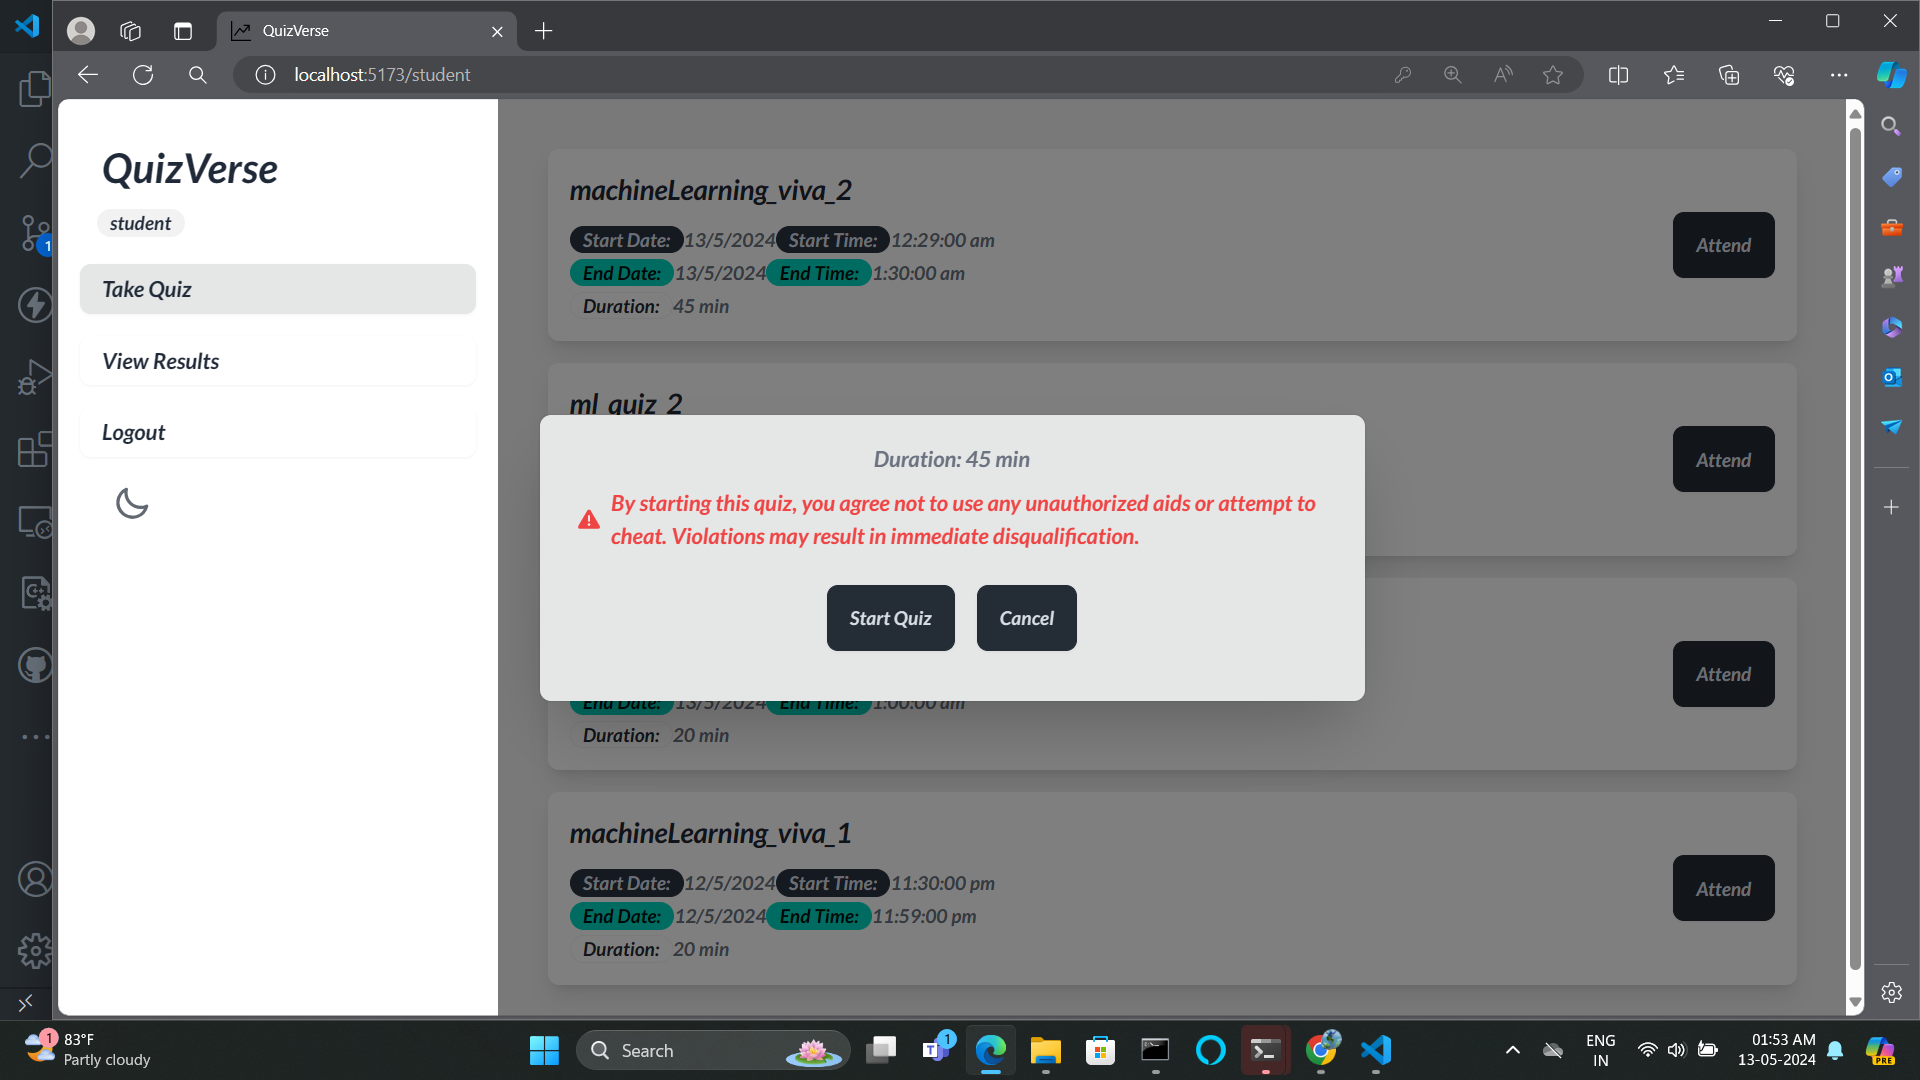 QuizVerse
localhost:5173/student
QuizVerse
student
Take Quiz
View Results
Logout
machineLearning_viva_2
Start Date: 13/5/2024 Start Time: 12:29:00 am
End Date: 13/5/2024 End Time: 1:30:00 am
Duration: 45 min
Attend
ml_quiz_2
Attend
Duration: 45 min
By starting this quiz, you agree not to use any unauthorized aids or attempt to
cheat. Violations may result in immediate disqualification.
Start Quiz
Cancel
End Date: 13/5/2024 End Time: 1:00:00 am
Duration: 20 min
Attend
machineLearning_viva_1
Start Date: 12/5/2024 Start Time: 11:30:00 pm
End Date: 12/5/2024 End Time: 11:59:00 pm
Duration: 20 min
Attend
1
1
83°F
Partly cloudy
Search
1
ENG
IN
01:53 AM
13-05-2024
PRE